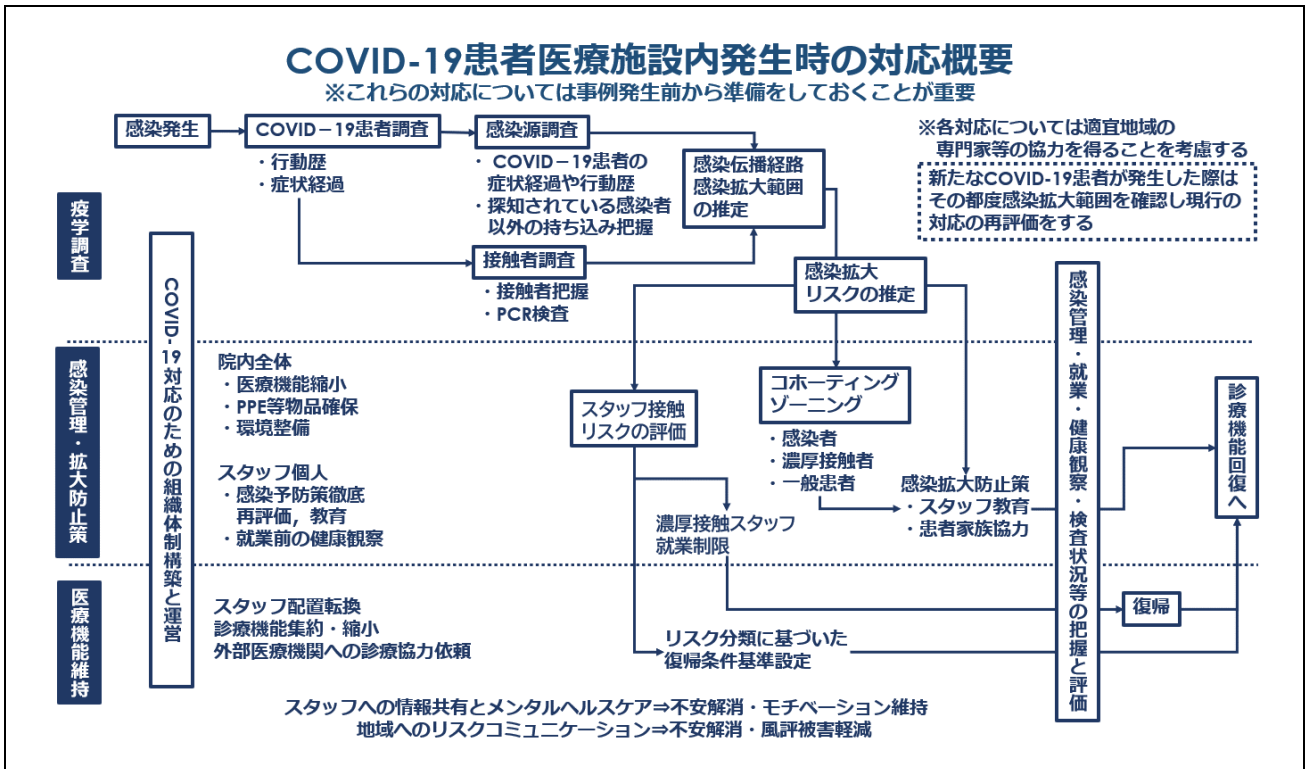 COVID-19患者医療施設内発生時の対応概要
※これらの対応については事例発生前から準備をしておくことが重要
感染発生
COVID－19患者調査
・行動歴
・症状経過
感染源調査
・ COVID－19患者の
症状経過や行動歴
・探知されている感染者
以外の持ち込み把握
接触者調査
・接触者把握
・PCR検査
感染伝播経路
感染拡大範囲
の推定
※各対応については適宜地域の
専門家等の協力を得ることを考慮する
新たなCOVID-19患者が発生した際は
その都度感染拡大範囲を確認し現行の
対応の再評価をする
疫学調査
感染拡大
リスクの推定
COVID-19対応のための組織体制構築と運営
感染管理・拡大防止策
院内全体
・医療機能縮小
・PPE等物品確保
・環境整備
スタッフ個人
・感染予防策徹底
再評価，教育
・就業前の健康観察
スタッフ接触
リスクの評価
コホーティング
ゾーニング
・感染者
・濃厚接触者
・一般患者
濃厚接触スタッフ
就業制限
感染拡大防止策
・スタッフ教育
・患者家族協力
感染管理・就業・健康観察・検査状況等の把握と評価
診療機能回復へ
医療機能維持
スタッフ配置転換
診療機能集約・縮小
外部医療機関への診療協力依頼
リスク分類に基づいた
復帰条件基準設定
復帰
スタッフへの情報共有とメンタルヘルスケア⇒不安解消・モチベーション維持
地域へのリスクコミュニケーション⇒不安解消・風評被害軽減